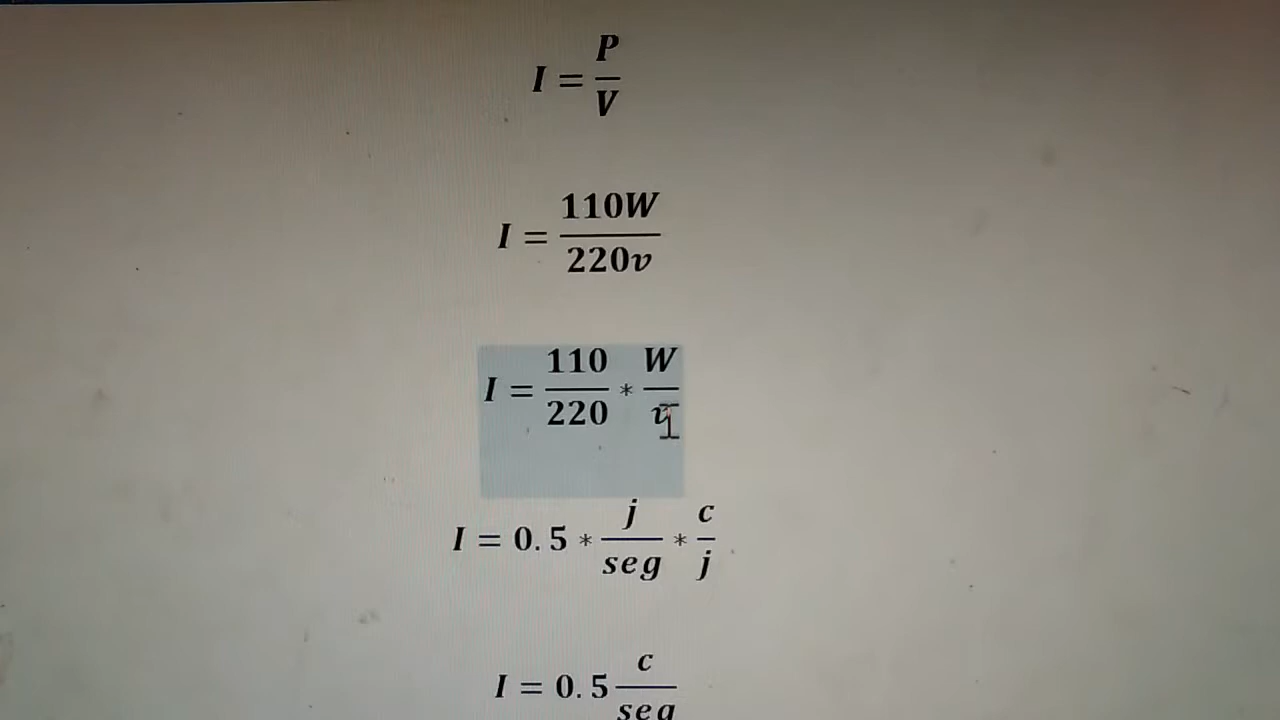 I = P/V
I = 110W/220v
I = 110/220 * W/v
I = 0.5 * j/seg * c/j
I = 0.5 c/seg